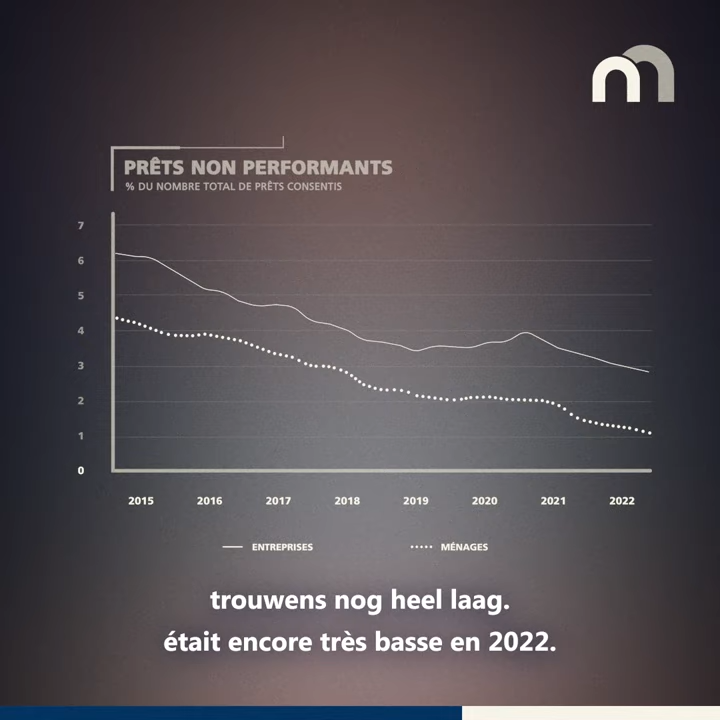 PRÊTS NON PERFORMANTS
% DU NOMBRE TOTAL DE PRÊTS CONSENTIS
7
6
5
4
3
2
1
0
2015 2016 2017 2018 2019 2020 2021 2022
ENTREPRISES MÉNAGES
trouwens nog heel laag.
était encore très basse en 2022.